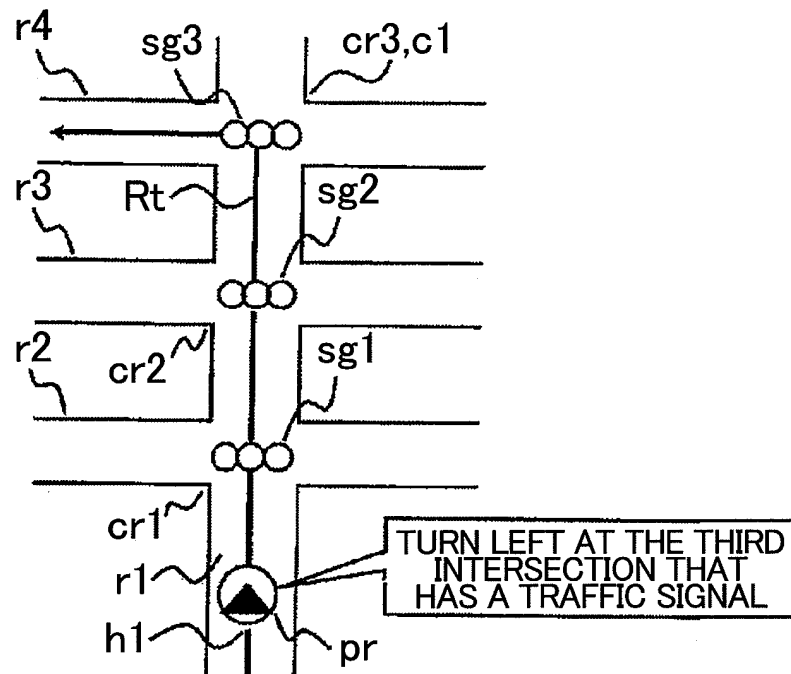 r4
sg3
cr3,c1
r3
Rt
sg2
r2
cr2
sg1
cr1
r1
TURN LEFT AT THE THIRD
INTERSECTION THAT
HAS A TRAFFIC SIGNAL
h1
pr